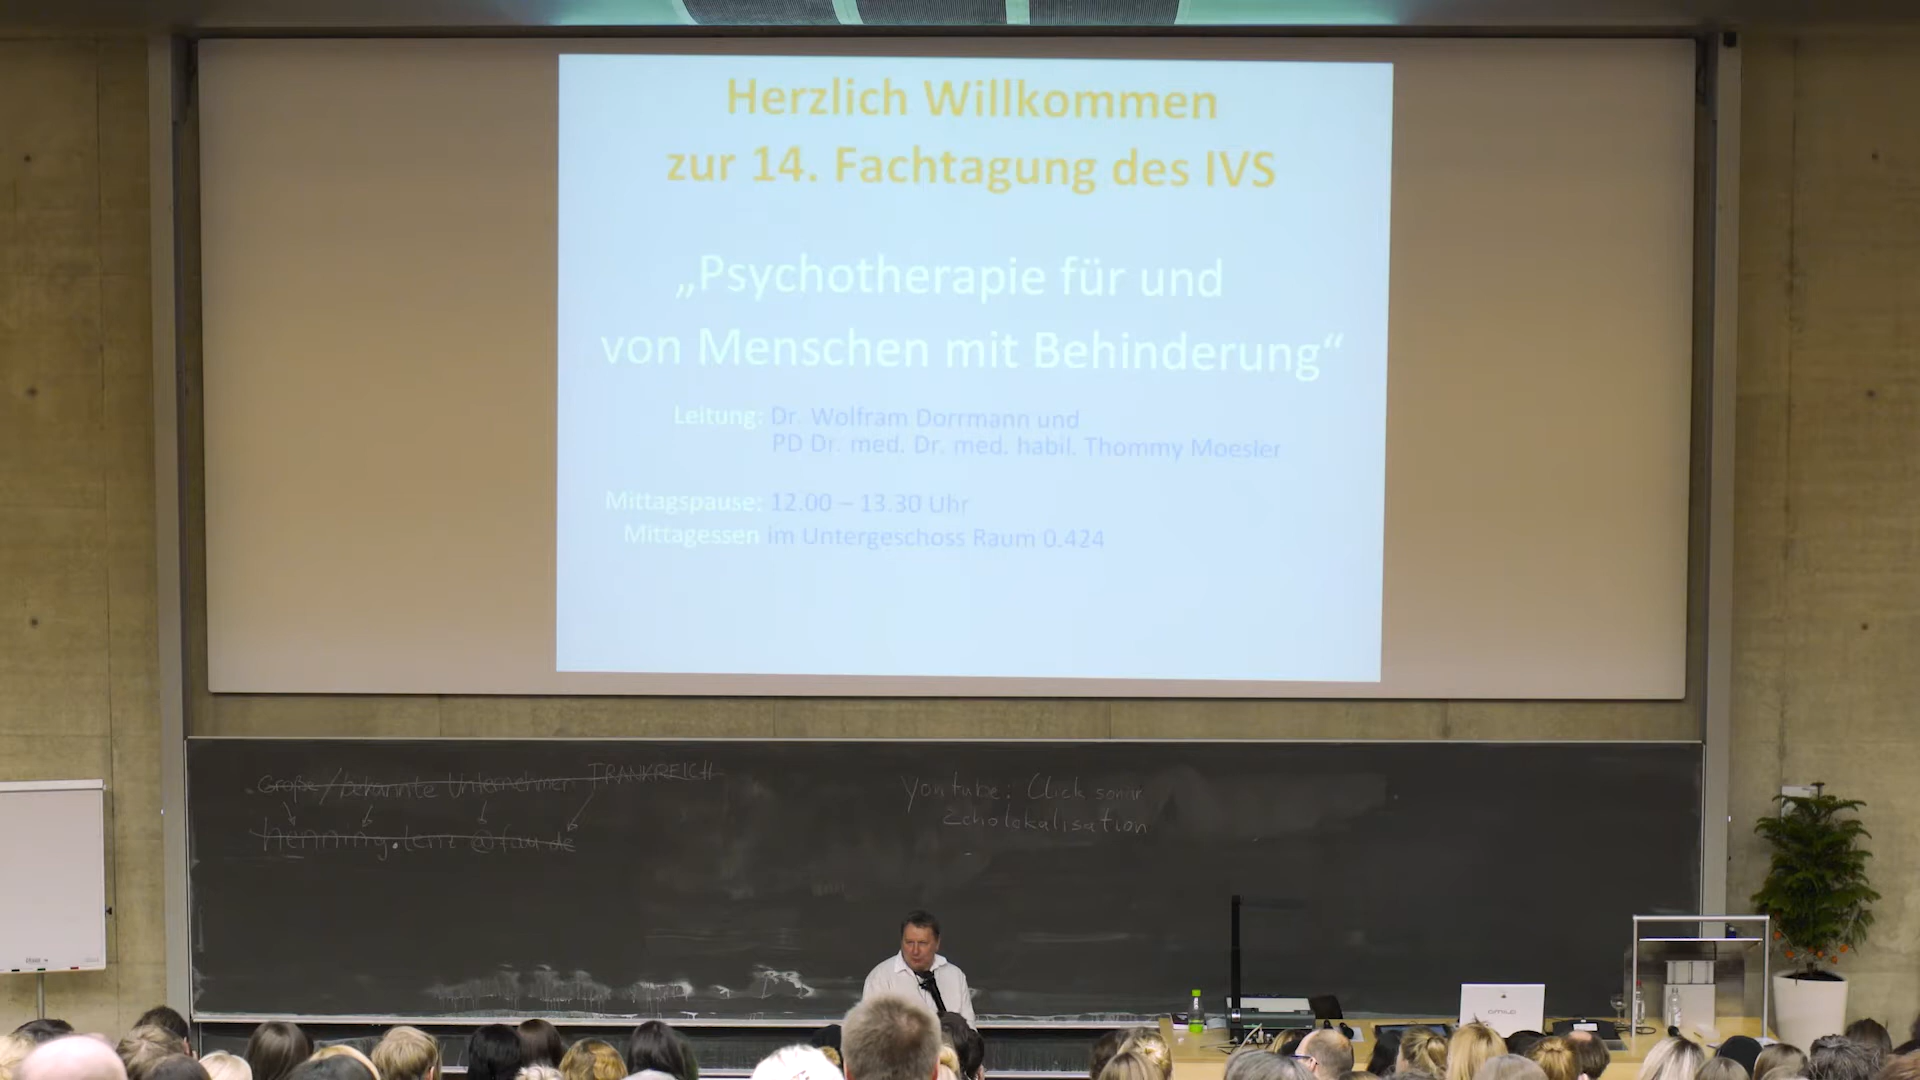 Herzlich Willkommen
zur 14. Fachtagung des IVS
„Psychotherapie für und
von Menschen mit Behinderung“
Leitung: Dr. Wolfram Dorrmann und
PD Dr. med. Dr. med. habil. Thommy Moesler
Mittagspause: 12.00 – 13.30 Uhr
Mittagessen im Untergeschoss Raum 0.424
Große/bekannte Unternehmen FRANKREICH
henning.lenz@fau.de
Youtube: Click sonar
Echolokalisation